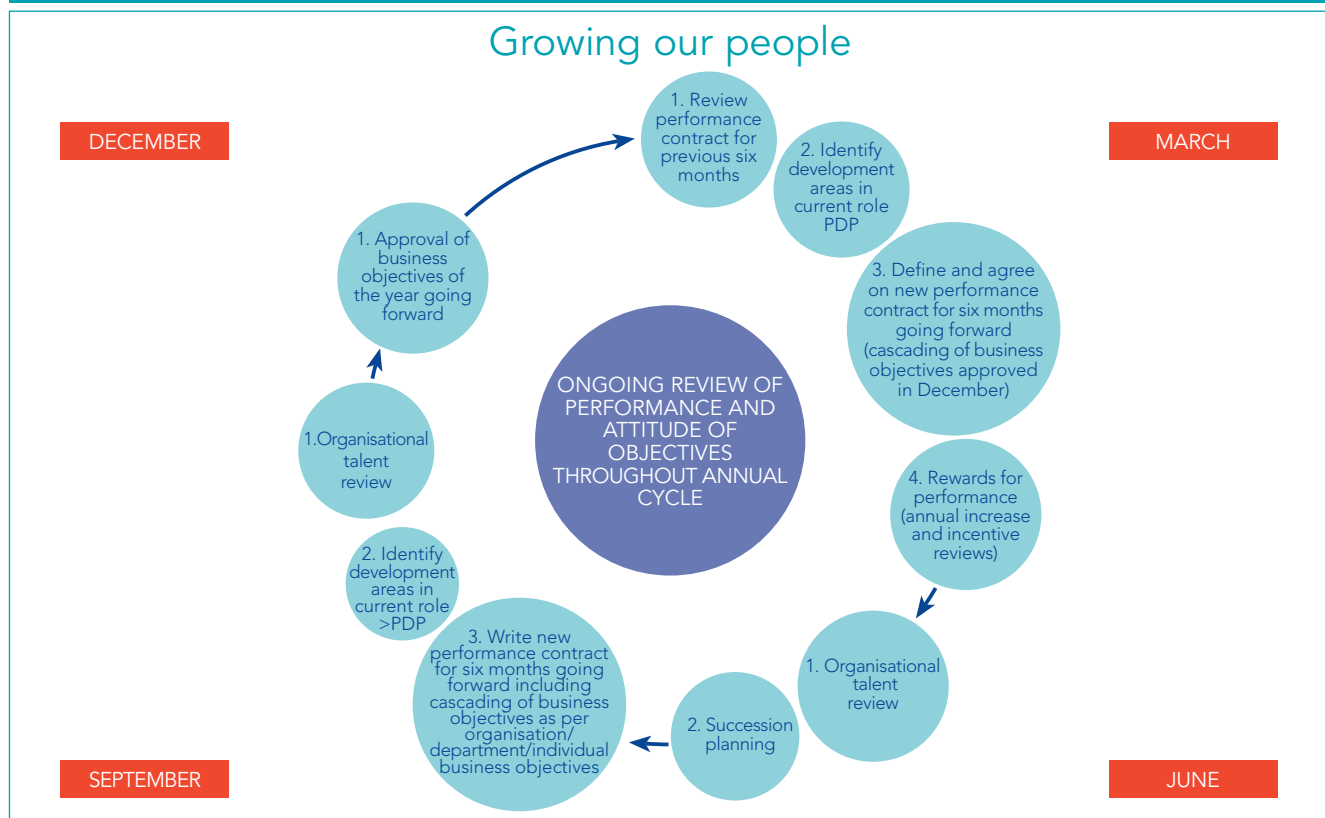 Growing our people
DECEMBER
MARCH
1. Review
performance
contract for
previous six
months
2. Identify
development
areas in
current role
PDP
3. Define and agree
on new performance
contract for six months
going forward
(cascading of business
objectives approved
in December)
4. Rewards for
performance
(annual increase
and incentive
reviews)
1. Organisational
talent
review
2. Succession
planning
3. Write new
performance contract
for six months going
forward including
cascading of business
objectives as per
organisation/
department/individual
business objectives
2. Identify
development
areas in
current role
>PDP
1.Organisational
talent
review
1. Approval of
business
objectives of
the year going
forward
ONGOING REVIEW OF
PERFORMANCE AND
ATTITUDE OF
OBJECTIVES
THROUGHOUT ANNUAL
CYCLE
SEPTEMBER
JUNE